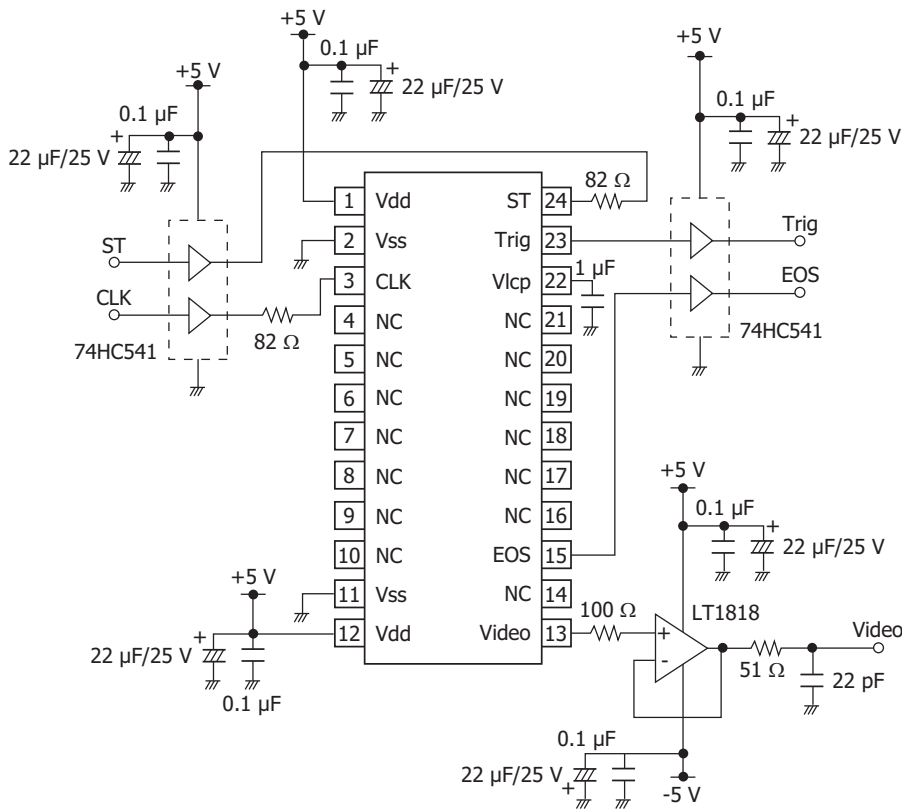 +5 V
0.1 µF
+
22 µF/25 V
+5 V
0.1 µF
+
22 µF/25 V
+5 V
0.1 µF
+
22 µF/25 V
ST
CLK
74HC541
82 Ω
82 Ω
1 Vdd
2 Vss
3 CLK
4 NC
5 NC
6 NC
7 NC
8 NC
9 NC
10 NC
11 Vss
12 Vdd
ST 24
Trig 23
Vlcp 22
NC 21
NC 20
NC 19
NC 18
NC 17
NC 16
EOS 15
NC 14
Video 13
1 µF
Trig
EOS
74HC541
+5 V
0.1 µF
+
22 µF/25 V
+5 V
+
22 µF/25 V
0.1 µF
100 Ω
LT1818
+
-
51 Ω
Video
22 pF
0.1 µF
22 µF/25 V
+
-5 V